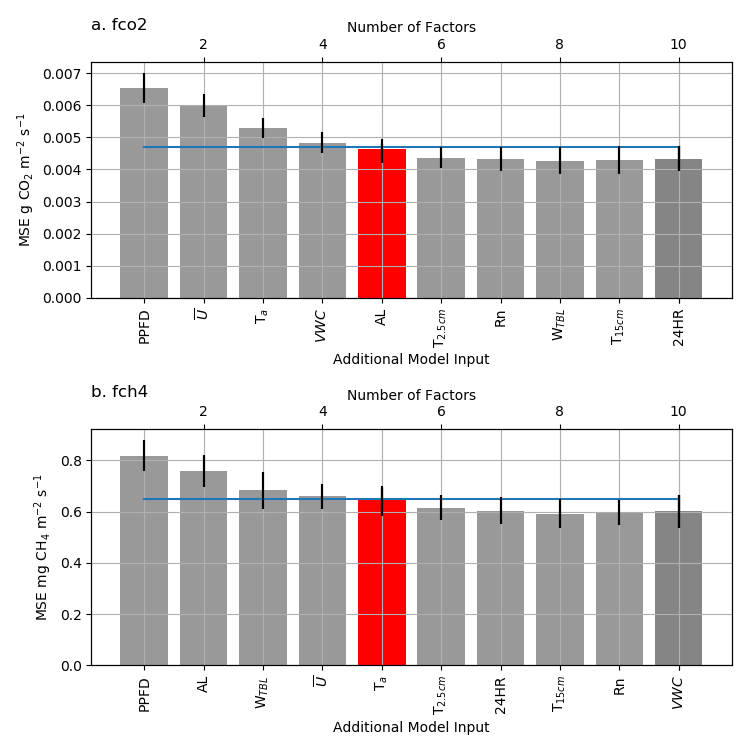 a. fco2
Number of Factors
2 4 6 8 10
0.007
0.006
0.005
0.004
0.003
0.002
0.001
0.000
MSE g CO₂ m⁻² s⁻¹
PPFD U̅ Tₐ VWC AL T₂.₅cm Rn W_TBL T₁₅cm 24HR
Additional Model Input
b. fch4
Number of Factors
2 4 6 8 10
0.8
0.6
0.4
0.2
0.0
MSE mg CH₄ m⁻² s⁻¹
PPFD AL W_TBL U̅ Tₐ T₂.₅cm 24HR T₁₅cm Rn VWC
Additional Model Input